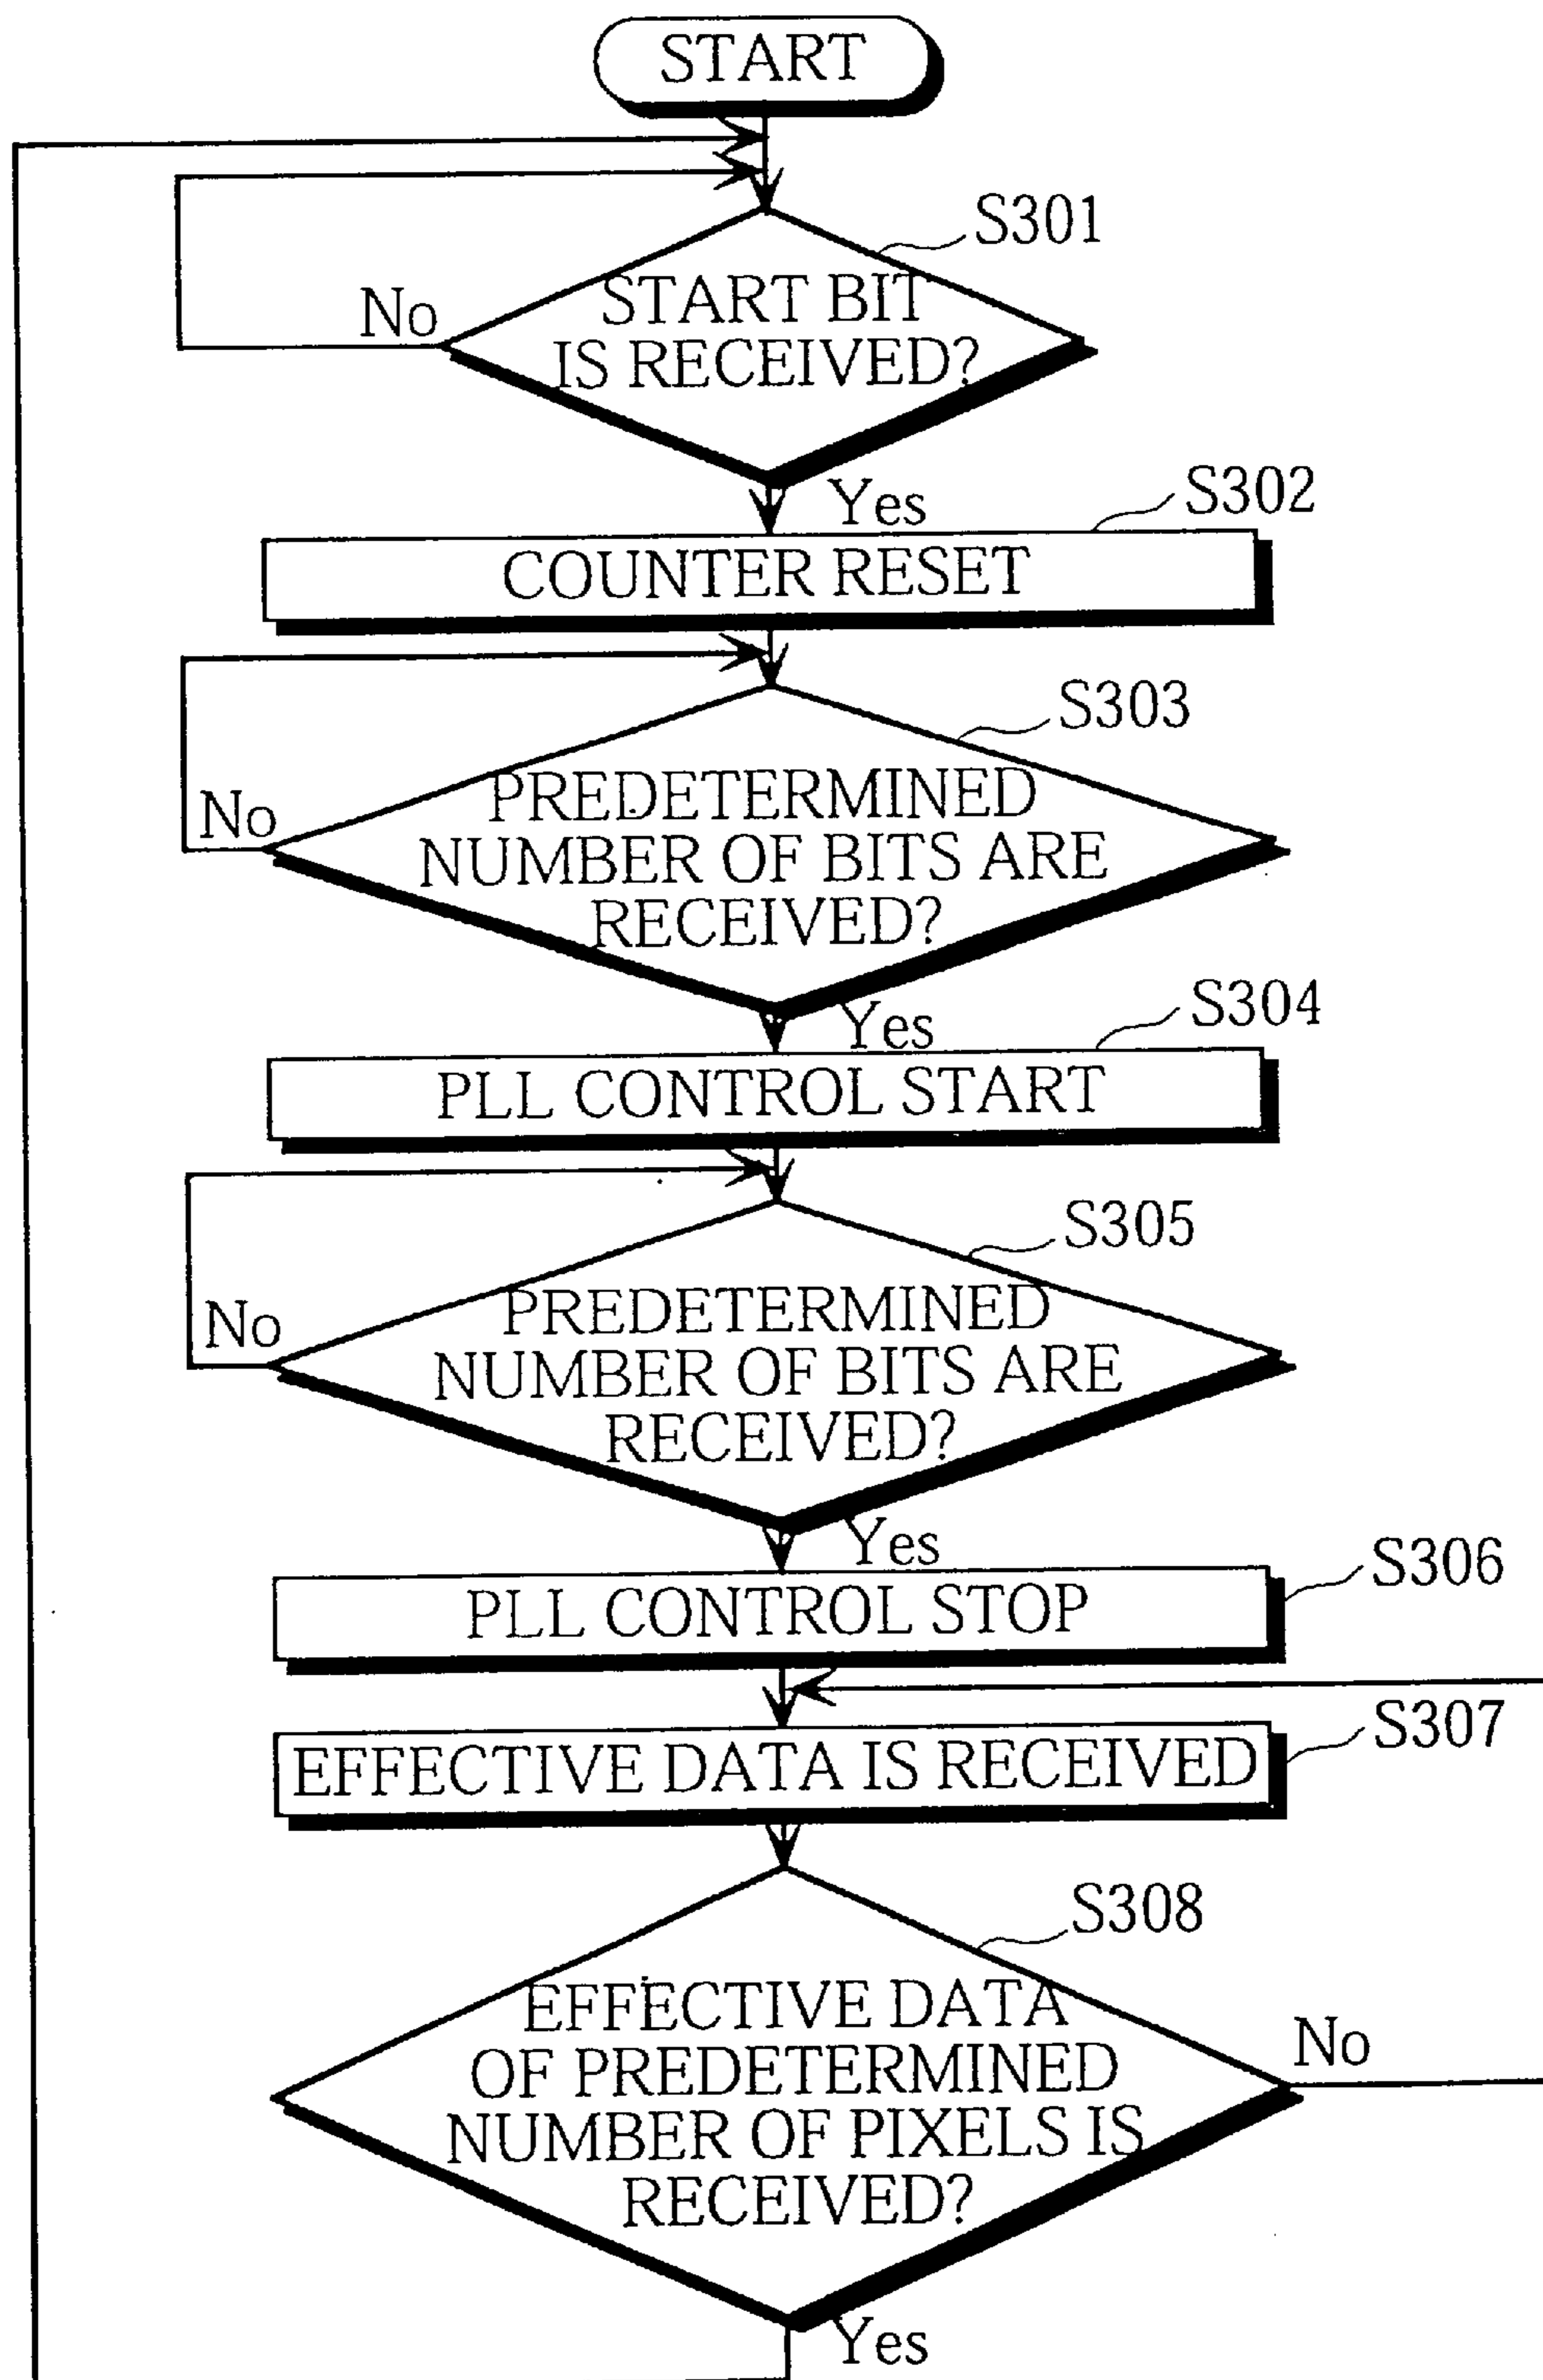 START
S301
START BIT
IS RECEIVED?
No
Yes
S302
COUNTER RESET
S303
PREDETERMINED
NUMBER OF BITS ARE
RECEIVED?
No
Yes
S304
PLL CONTROL START
S305
PREDETERMINED
NUMBER OF BITS ARE
RECEIVED?
No
Yes
S306
PLL CONTROL STOP
S307
EFFECTIVE DATA IS RECEIVED
S308
EFFECTIVE DATA
OF PREDETERMINED
NUMBER OF PIXELS IS
RECEIVED?
No
Yes